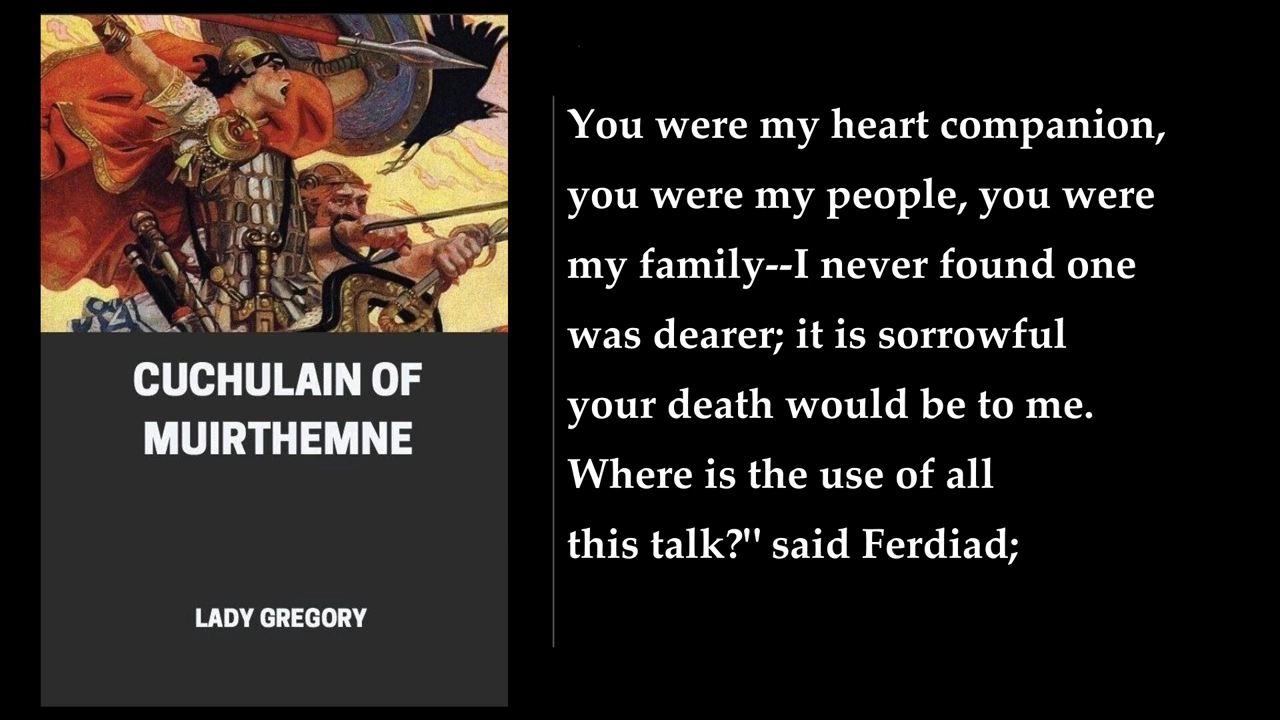 CUCHULAIN OF
MUIRTHEMNE
LADY GREGORY
You were my heart companion,
you were my people, you were
my family--I never found one
was dearer; it is sorrowful
your death would be to me.
Where is the use of all
this talk?" said Ferdiad;